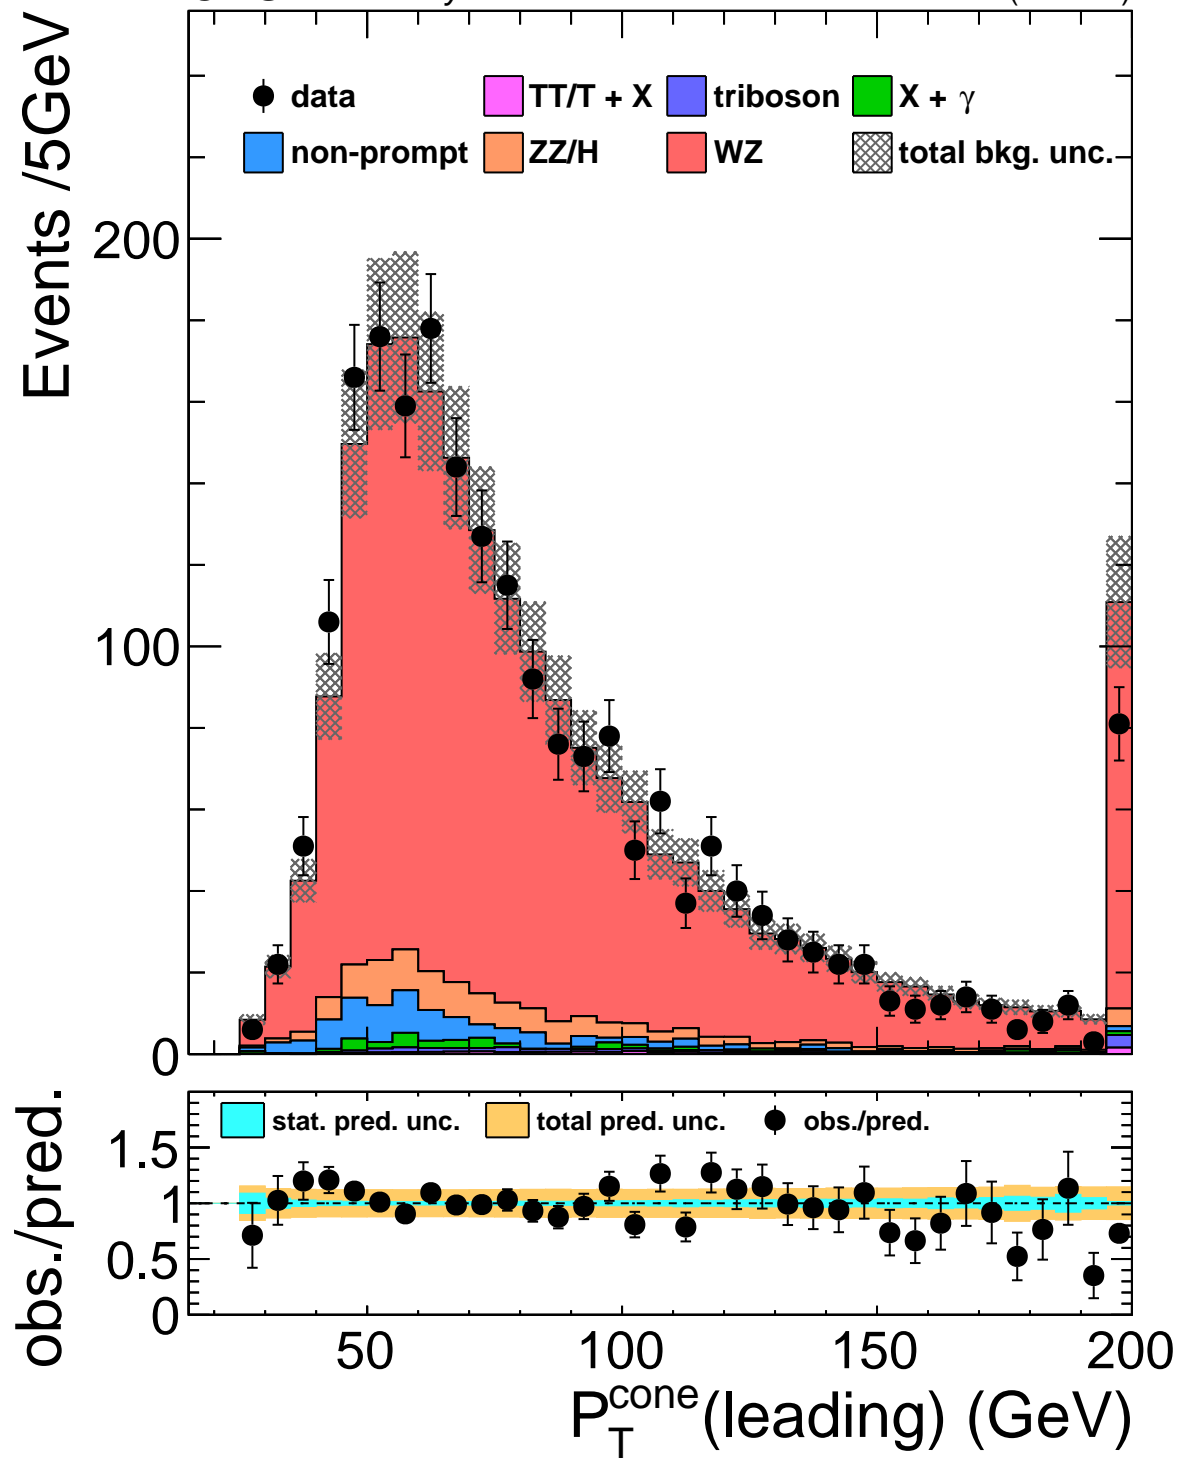 Events /5GeV
data
TT/T + X
triboson
X + γ
non-prompt
ZZ/H
WZ
total bkg. unc.
200
100
0
obs./pred.
stat. pred. unc.
total pred. unc.
obs./pred.
1.5
1
0.5
0
50
100
150
200
P_T^cone(leading) (GeV)